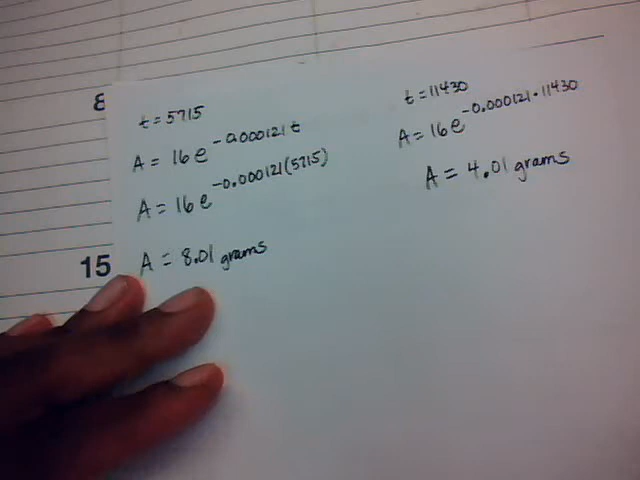 8
t = 5715
A = 16e^-0.000121t
A = 16e^-0.000121(5715)
A = 8.01 grams
15
t = 11430
A = 16e^-0.000121·11430
A = 4.01 grams